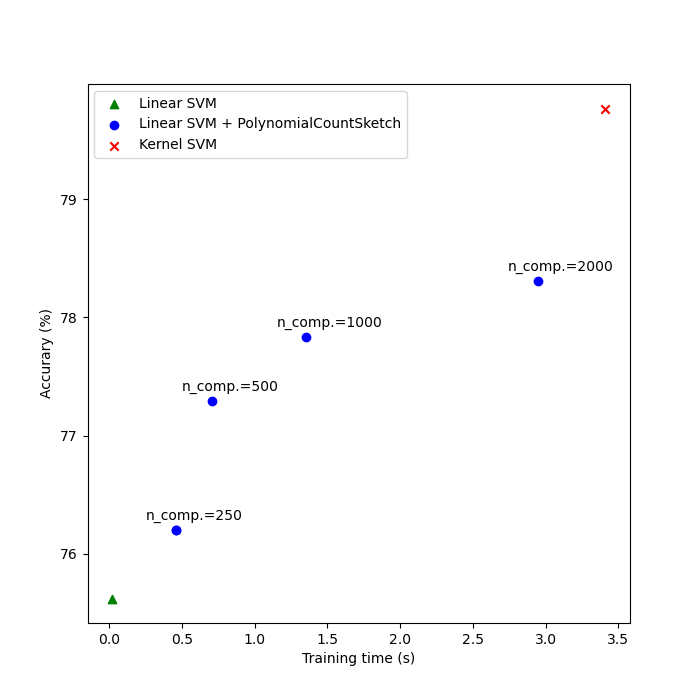 Linear SVM
Linear SVM + PolynomialCountSketch
Kernel SVM
79
78
77
76
n_comp.=2000
n_comp.=1000
n_comp.=500
n_comp.=250
Accurary (%)
0.0 0.5 1.0 1.5 2.0 2.5 3.0 3.5
Training time (s)